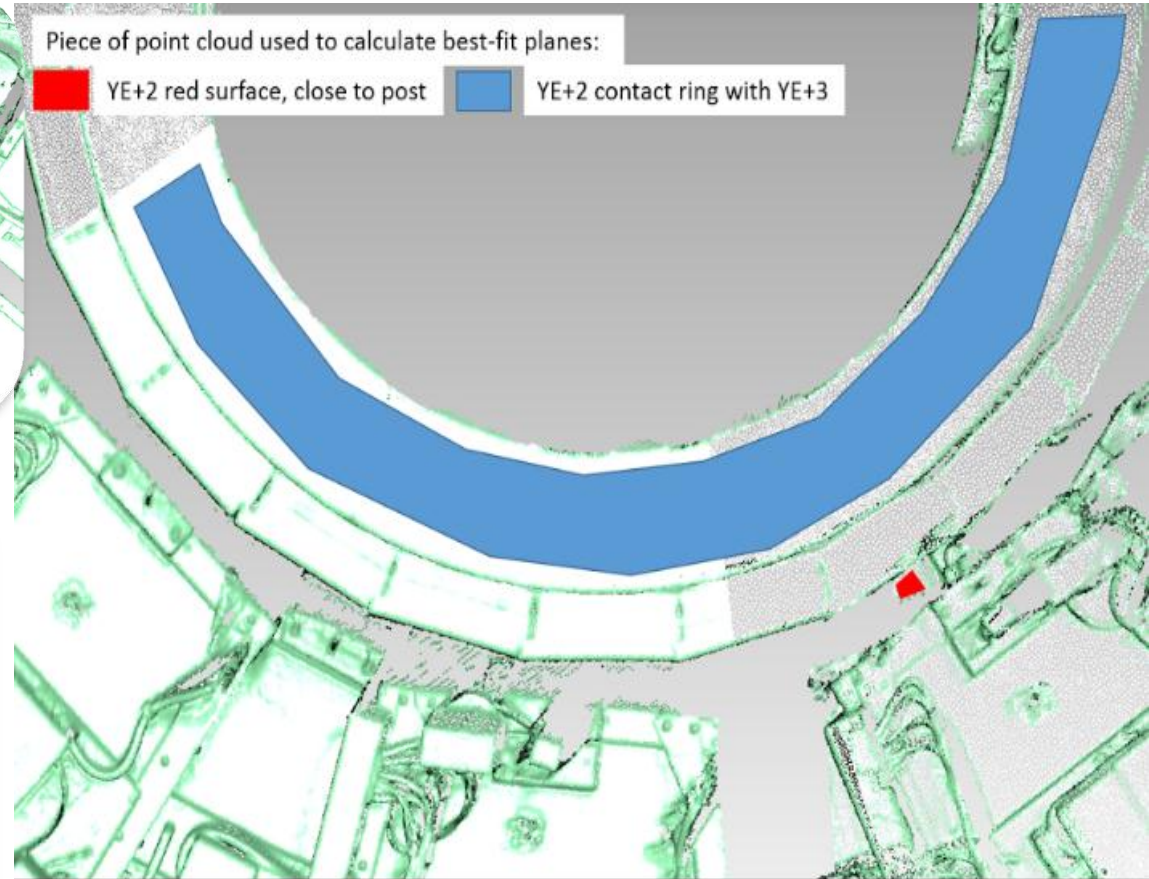 Piece of point cloud used to calculate best-fit planes:
YE+2 red surface, close to post
YE+2 contact ring with YE+3